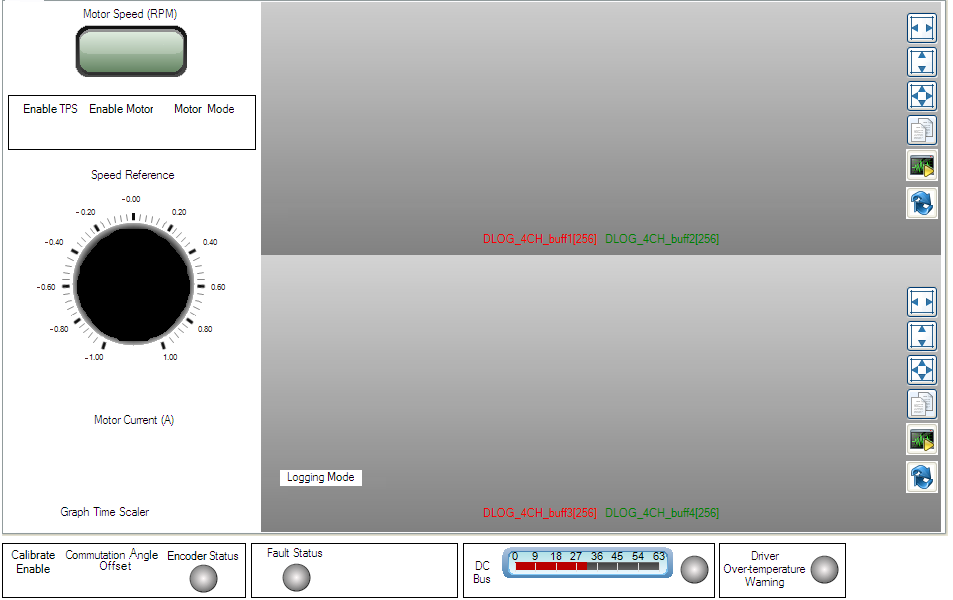 Motor Speed (RPM)
Enable TPS Enable Motor Motor Mode
Speed Reference
-0.00
-0.20 0.20
-0.40 0.40
-0.60 0.60
-0.80 0.80
-1.00 1.00
Motor Current (A)
Graph Time Scaler
DLOG_4CH_buff1[256] DLOG_4CH_buff2[256]
Logging Mode
DLOG_4CH_buff3[256] DLOG_4CH_buff4[256]
Calibrate
Enable
Commutation Angle
Offset
Encoder Status
Fault Status
DC
Bus
0 9 18 27 36 45 54 63
Driver
Over-temperature
Warning